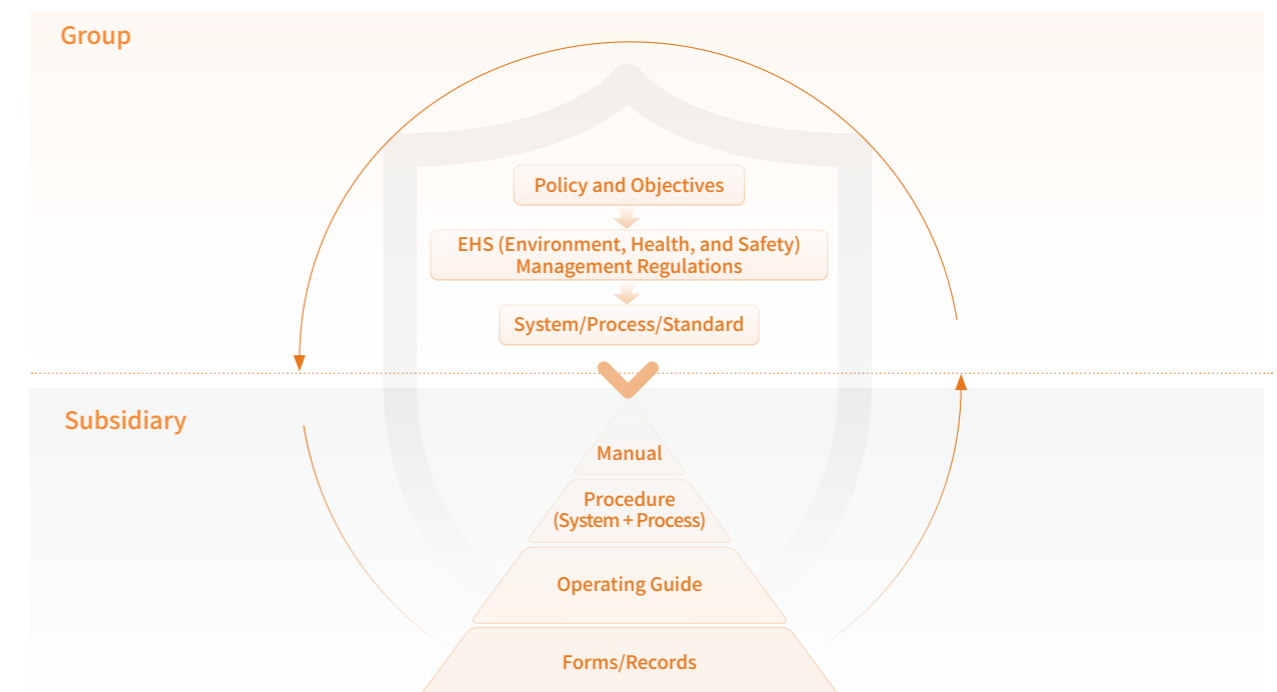 Group
Policy and Objectives
EHS (Environment, Health, and Safety)
Management Regulations
System/Process/Standard
Subsidiary
Manual
Procedure
(System + Process)
Operating Guide
Forms/Records